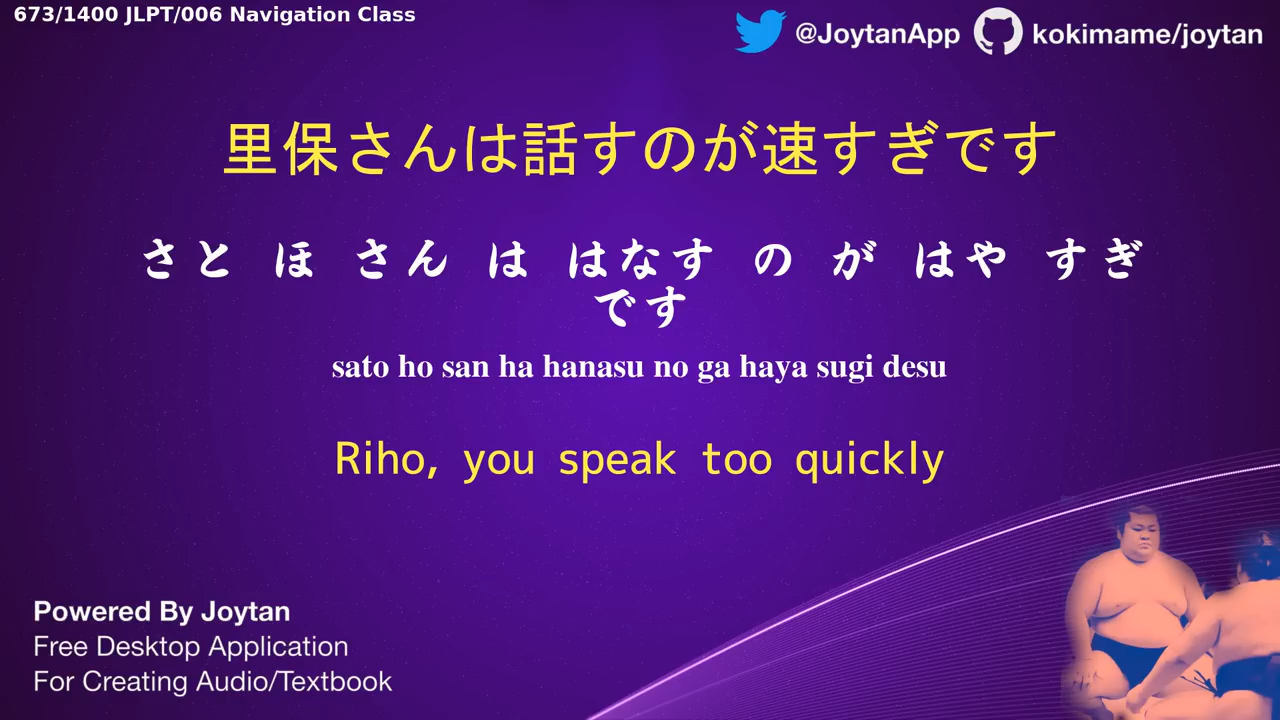 673/1400 JLPT/006 Navigation Class
@JoytanApp kokimame/joytan
里保さんは話すのが速すぎです
さと ほ さん は はなす の が はや すぎ
です
sato ho san ha hanasu no ga haya sugi desu
Riho, you speak too quickly
Powered By Joytan
Free Desktop Application
For Creating Audio/Textbook